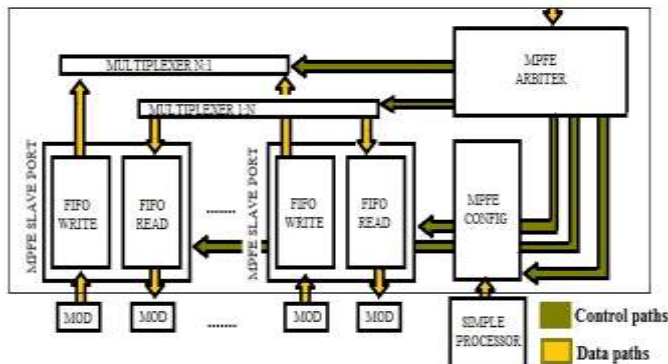 MULTIPLEXER N:1
MPFE
ARBITER
MULTIPLEXER 1:N
MPFE SLAVE PORT
FIFO
WRITE
FIFO
READ
........
MPFE SLAVE PORT
FIFO
WRITE
FIFO
READ
MPFE
CONFIG
MOD
MOD
........
MOD
MOD
SIMPLE
PROCESSOR
Control paths
Data paths